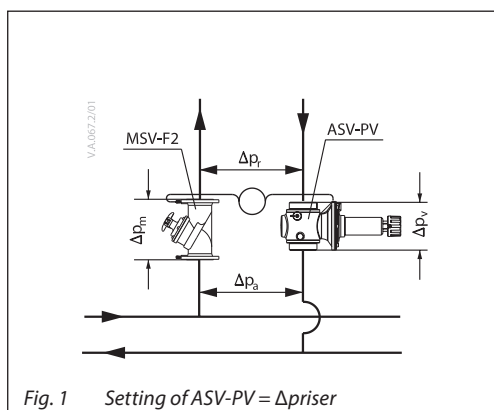 V.A.067.2/01
MSV-F2
ASV-PV
Δpᵣ
Δpₘ
Δpᵥ
Δpₐ
Fig. 1 Setting of ASV-PV = Δpriser